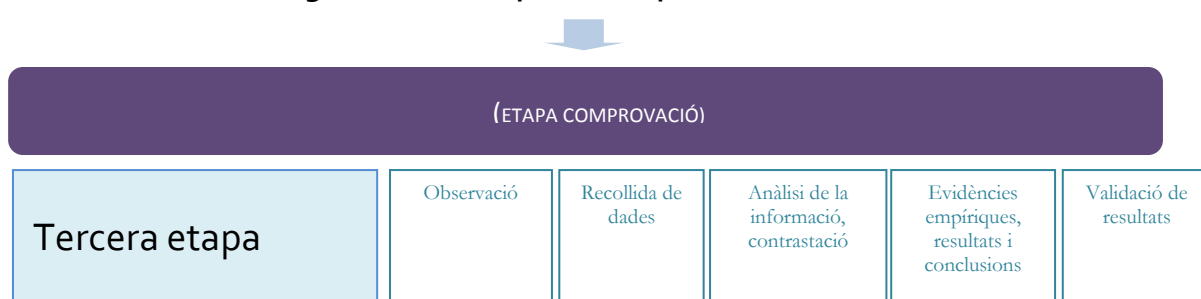 (ETAPA COMPROVACIÓ)
Tercera etapa
Observació
Recollida de
dades
Anàlisi de la
informació,
contrastació
Evidències
empíriques,
resultats i
conclusions
Validació de
resultats